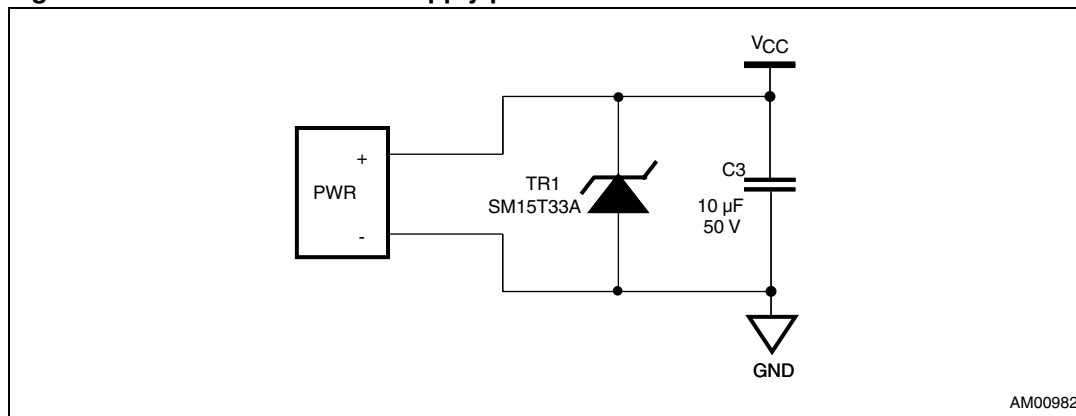 VCC
+
PWR
-
TR1
SM15T33A
C3
10 µF
50 V
GND
AM00982